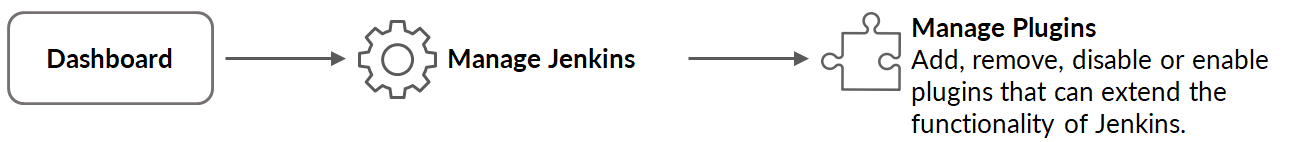 Dashboard
Manage Jenkins
Manage Plugins
Add, remove, disable or enable
plugins that can extend the
functionality of Jenkins.